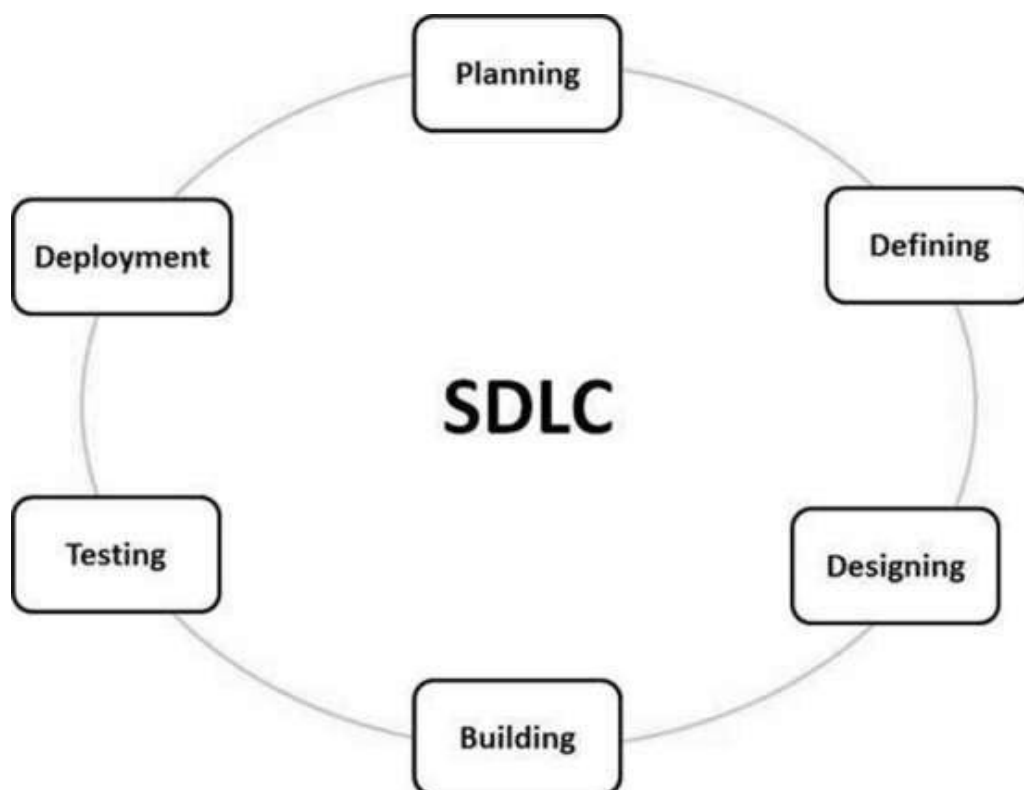 Planning
Defining
Deployment
SDLC
Testing
Designing
Building